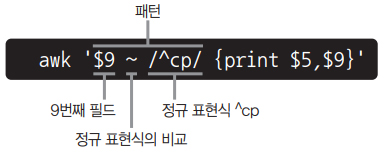 패턴
awk '$9 ~ /^cp/ {print $5,$9}'
9번째 필드
정규 표현식 ^cp
정규 표현식의 비교